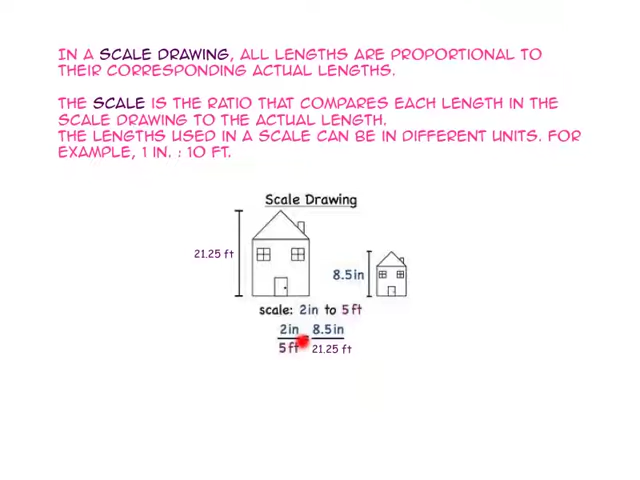 IN A SCALE DRAWING, ALL LENGTHS ARE PROPORTIONAL TO
THEIR CORRESPONDING ACTUAL LENGTHS.
THE SCALE IS THE RATIO THAT COMPARES EACH LENGTH IN THE
SCALE DRAWING TO THE ACTUAL LENGTH.
THE LENGTHS USED IN A SCALE CAN BE IN DIFFERENT UNITS. FOR
EXAMPLE, 1 IN. : 10 FT.
Scale Drawing
21.25 ft
8.5in
scale: 2in to 5ft
2in 8.5in
5ft 21.25 ft